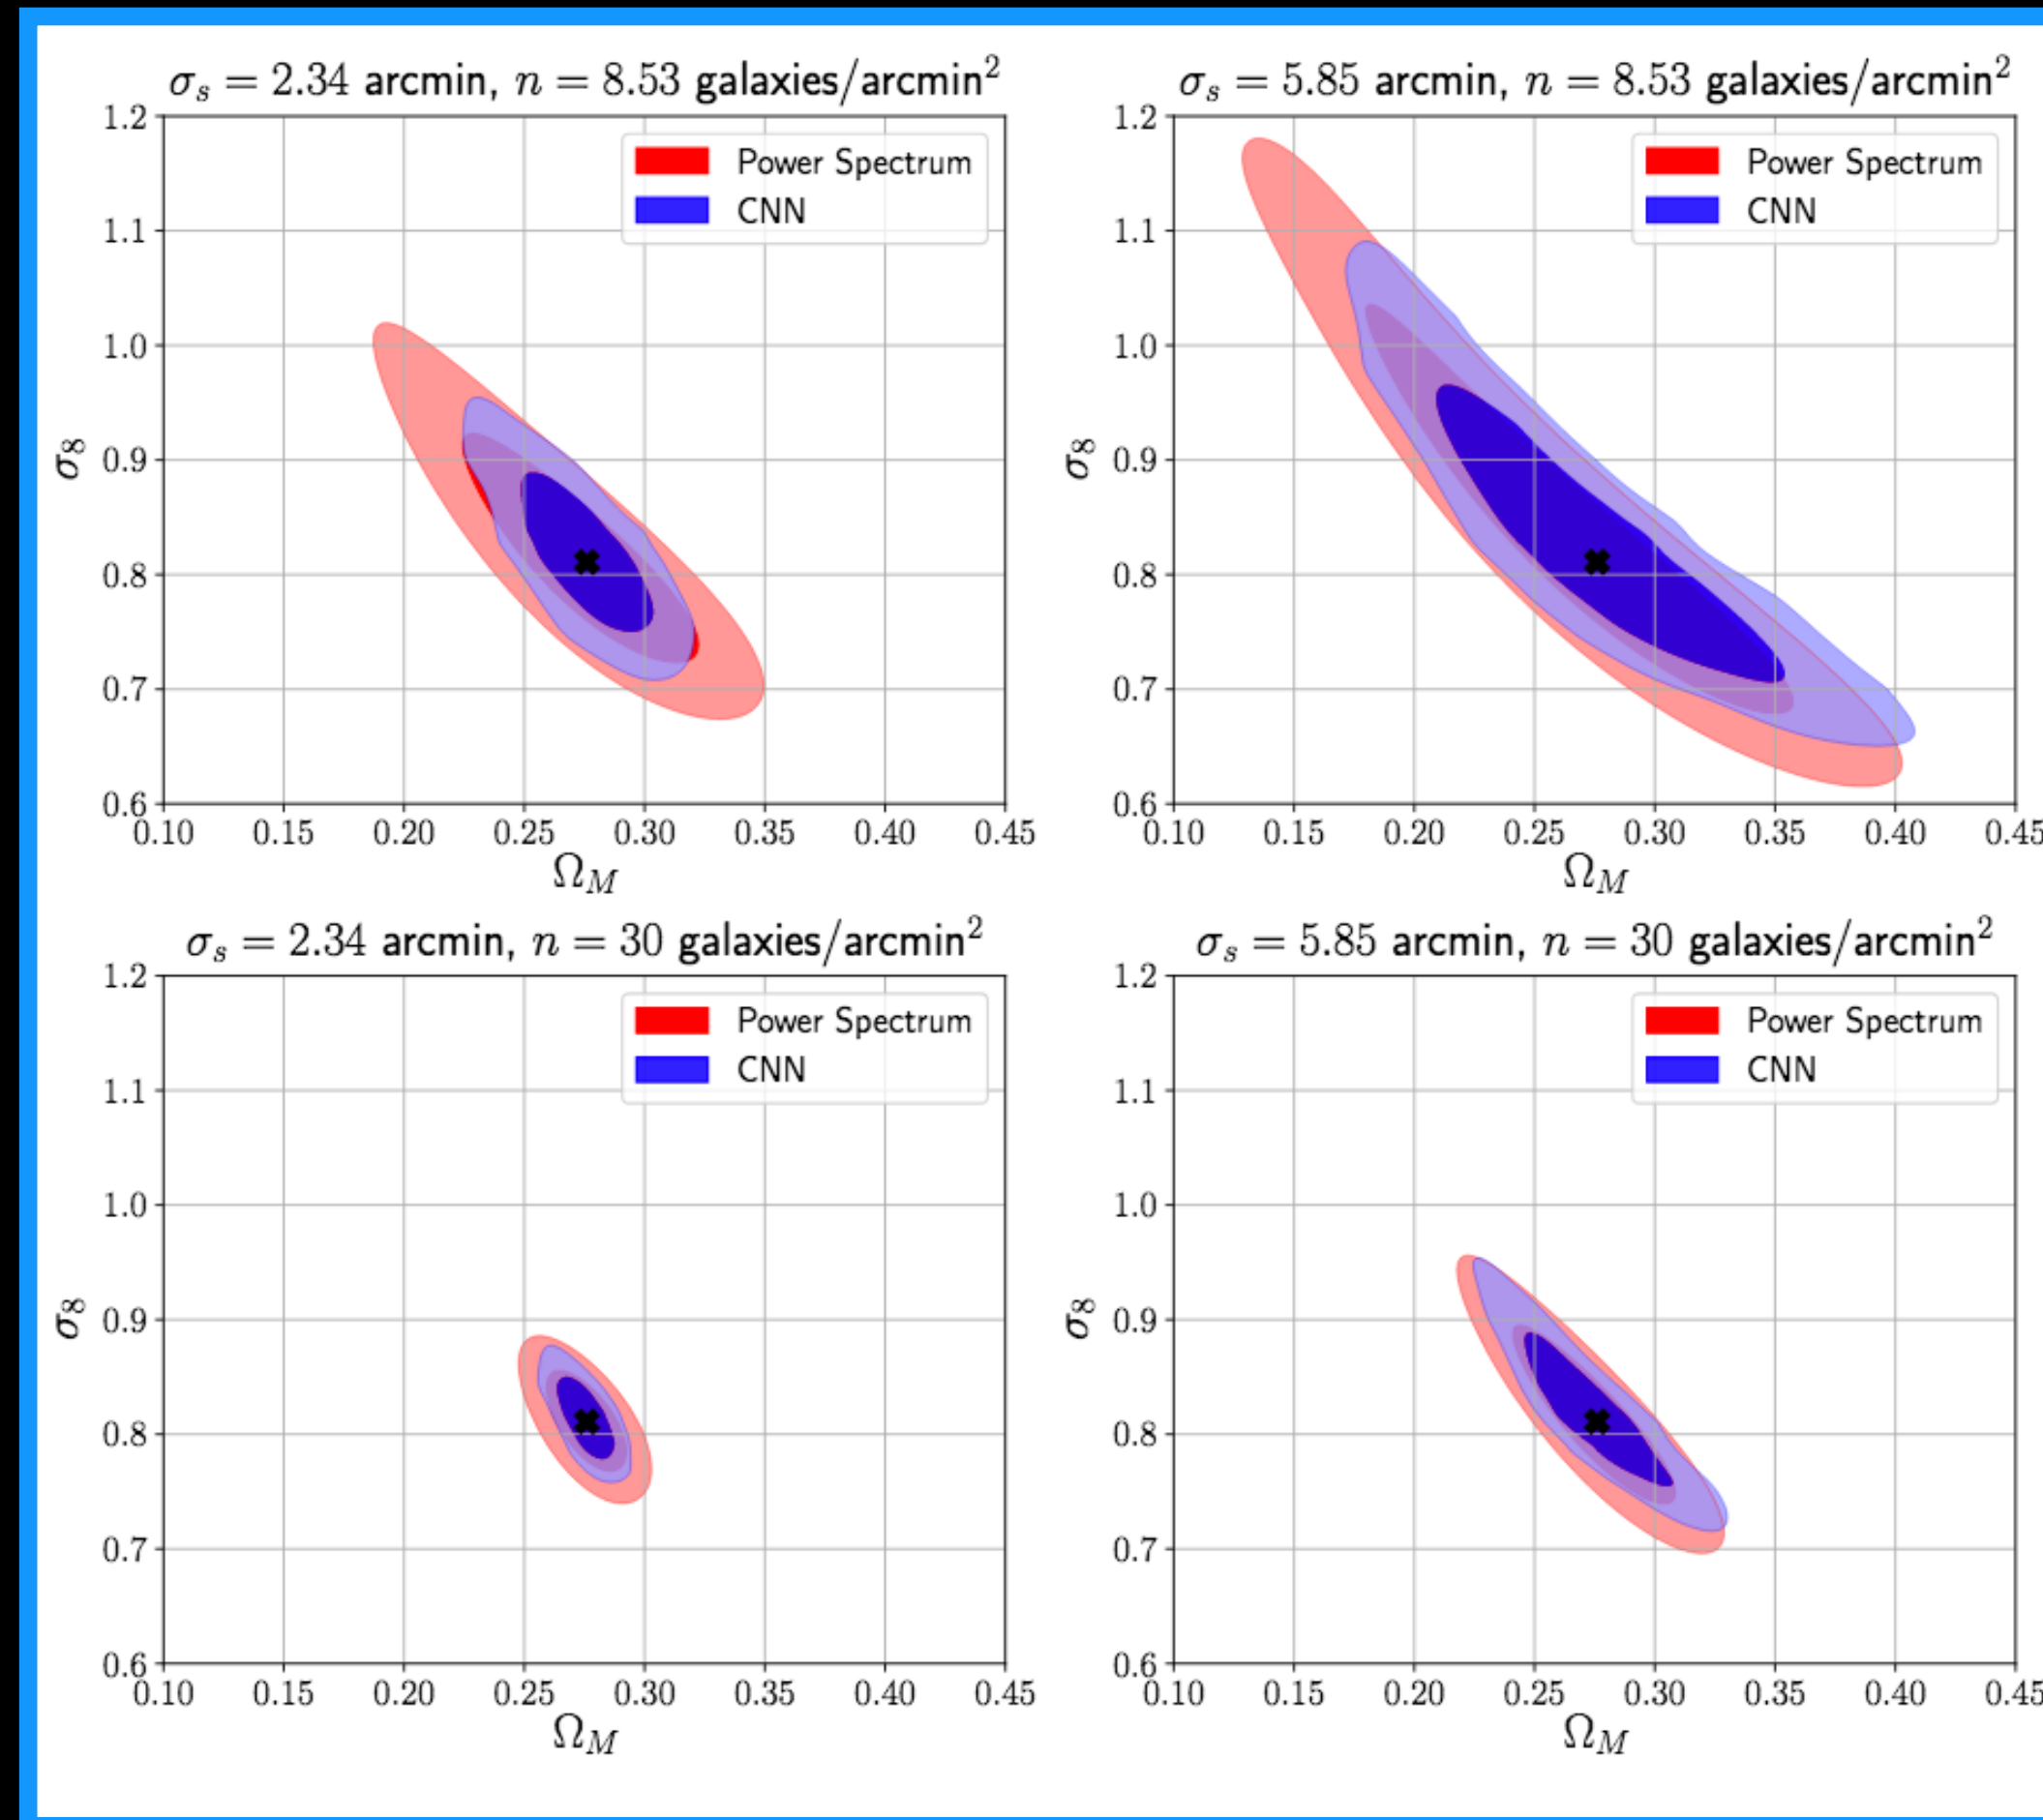 σ_s = 2.34 arcmin, n = 8.53 galaxies/arcmin²
1.2
1.1
1.0
0.9
0.8
0.7
0.6
σ₈
Power Spectrum
CNN
0.10 0.15 0.20 0.25 0.30 0.35 0.40 0.45
Ω_M
σ_s = 5.85 arcmin, n = 8.53 galaxies/arcmin²
1.2
1.1
1.0
0.9
0.8
0.7
0.6
σ₈
Power Spectrum
CNN
0.10 0.15 0.20 0.25 0.30 0.35 0.40 0.45
Ω_M
σ_s = 2.34 arcmin, n = 30 galaxies/arcmin²
1.2
1.1
1.0
0.9
0.8
0.7
0.6
σ₈
Power Spectrum
CNN
0.10 0.15 0.20 0.25 0.30 0.35 0.40 0.45
Ω_M
σ_s = 5.85 arcmin, n = 30 galaxies/arcmin²
1.2
1.1
1.0
0.9
0.8
0.7
0.6
σ₈
Power Spectrum
CNN
0.10 0.15 0.20 0.25 0.30 0.35 0.40 0.45
Ω_M